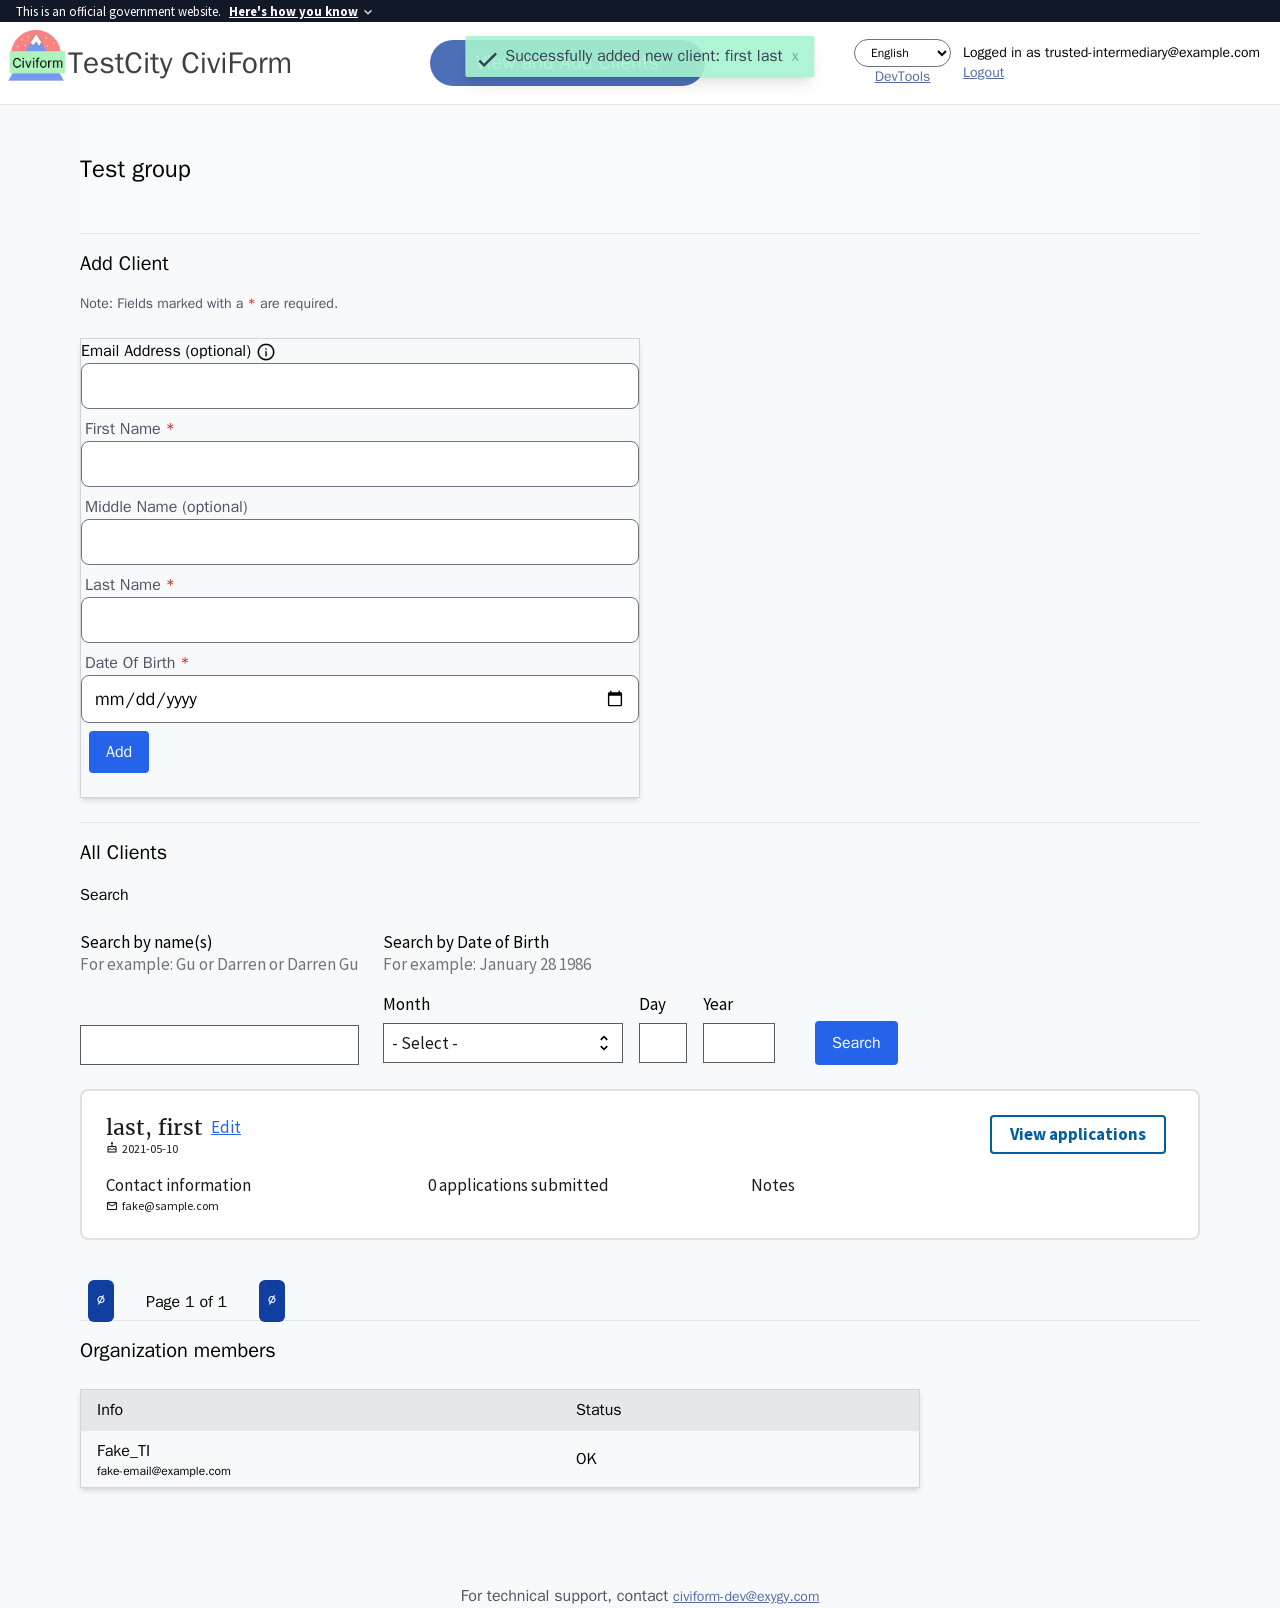 This is an official government website. Here's how you know
Civiform
TestCity CiviForm
Successfully added new client: first last x
English
DevTools
Logged in as trusted-intermediary@example.com
Logout
Test group
Add Client
Note: Fields marked with a * are required.
Email Address (optional)
First Name *
Middle Name (optional)
Last Name *
Date Of Birth *
mm/dd/yyyy
Add
All Clients
Search
Search by name(s)
For example: Gu or Darren or Darren Gu
Search by Date of Birth
For example: January 28 1986
Month
Day
Year
- Select -
Search
last, first Edit
2021-05-10
View applications
Contact information
0 applications submitted
Notes
fake@sample.com
Page 1 of 1
Organization members
Info
Status
Fake_TI
fake-email@example.com
OK
For technical support, contact civiform-dev@exygy.com